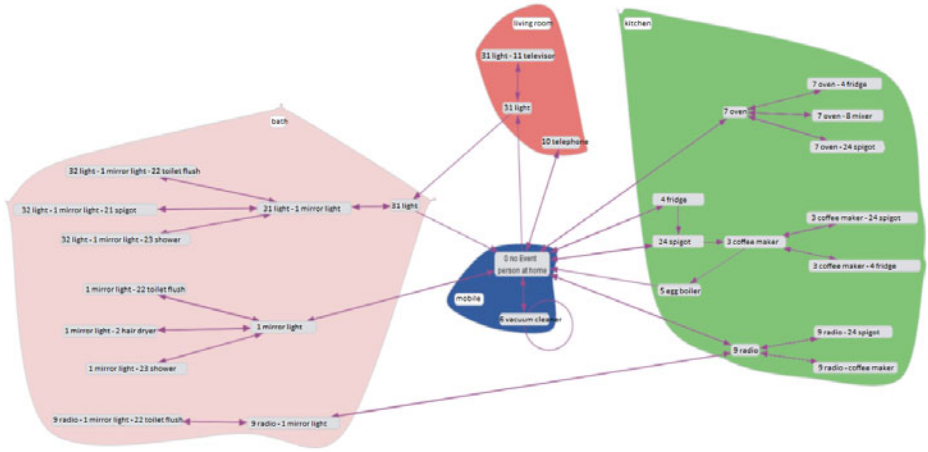 living room
31 light - 11 televisor
31 light
10 telephone
kitchen
7 oven - 4 fridge
7 oven
7 oven - 8 mixer
7 oven - 24 spigot
4 fridge
24 spigot
3 coffee maker
3 coffee maker - 24 spigot
3 coffee maker - 4 fridge
5 egg boiler
9 radio - 24 spigot
9 radio
9 radio - coffee maker
bath
32 light - 1 mirror light - 22 toilet flush
32 light - 1 mirror light - 21 spigot
21 light - 1 mirror light
31 light
32 light - 1 mirror light - 23 shower
1 mirror light - 22 toilet flush
1 mirror light - 2 hair dryer
1 mirror light
1 mirror light - 23 shower
9 radio - 1 mirror light - 22 toilet flush
9 radio - 1 mirror light
0 no Event
person at home
mobile
6 vacuum cleaner